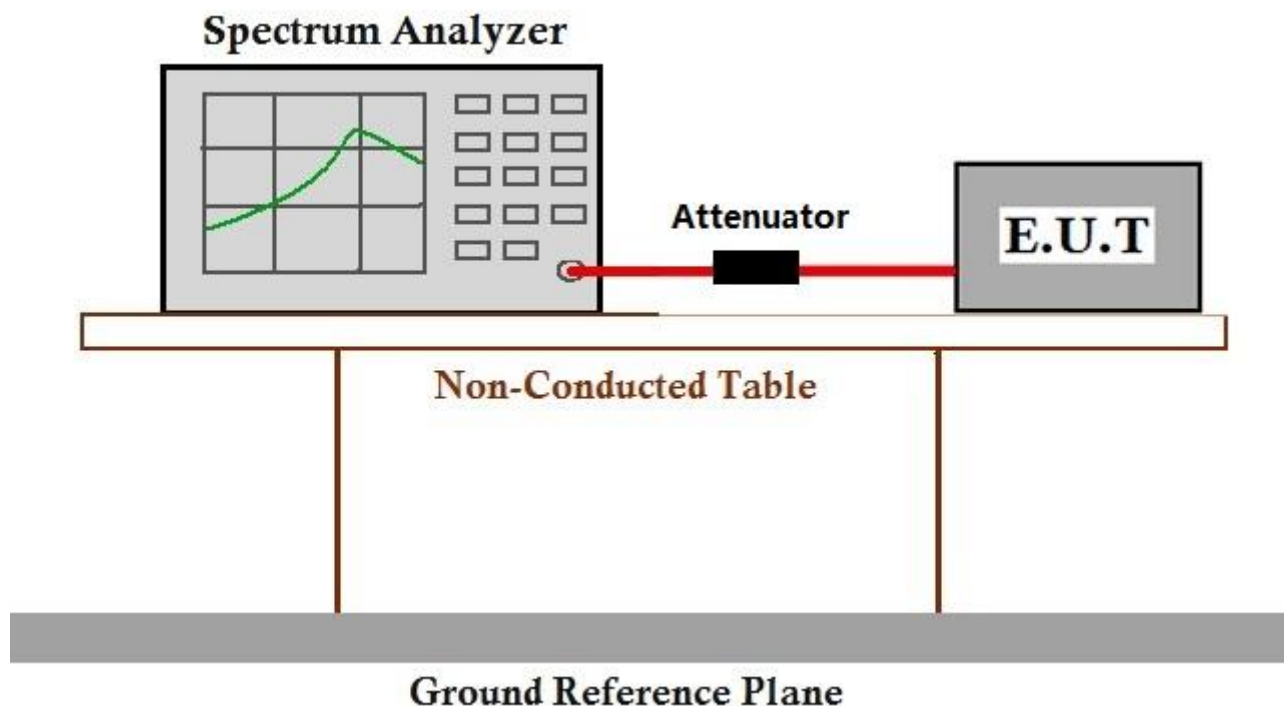 Spectrum Analyzer
Attenuator
E.U.T
Non-Conducted Table
Ground Reference Plane